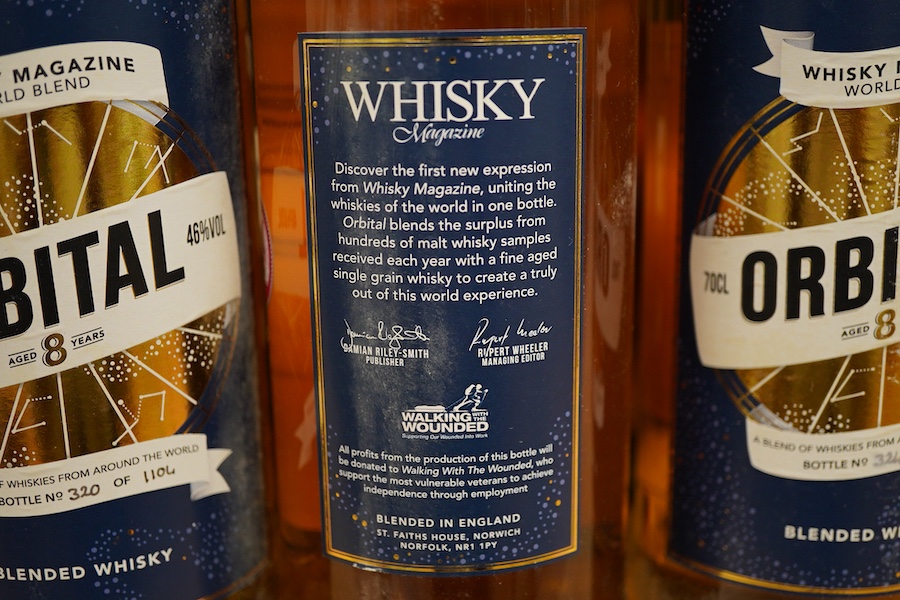 MAGAZINE
RLD BLEND
BITAL
46%VOL
AGED 8 YEARS
OF WHISKIES FROM AROUND THE WORLD
BOTTLE Nº 320 OF 1104
BLENDED WHISKY
WHISKY
Magazine
Discover the first new expression
from Whisky Magazine, uniting the
whiskies of the world in one bottle.
Orbital blends the surplus from
hundreds of malt whisky samples
received each year with a fine aged
single grain whisky to create a truly
out of this world experience.
DAMIAN RILEY-SMITH
PUBLISHER
RUPERT WHEELER
MANAGING EDITOR
WALKING WITH THE
WOUNDED
Supporting Our Wounded Into Work
All profits from the production of this bottle will
be donated to Walking With The Wounded, who
support the most vulnerable veterans to achieve
independence through employment
BLENDED IN ENGLAND
ST. FAITHS HOUSE, NORWICH
NORFOLK, NR1 1PY
WHISKY
WORLD
70CL
ORBI
AGED 8
A BLEND OF WHISKIES FROM
BOTTLE Nº
BLENDED W